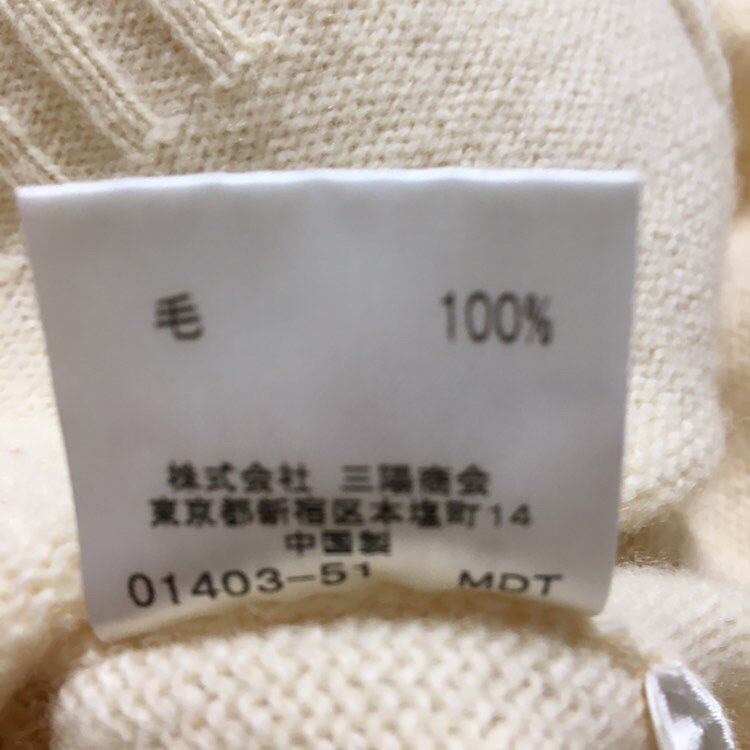 毛 100%
株式会社 三陽商会
東京都新宿区本塩町14
中国製
01403-51 MDT